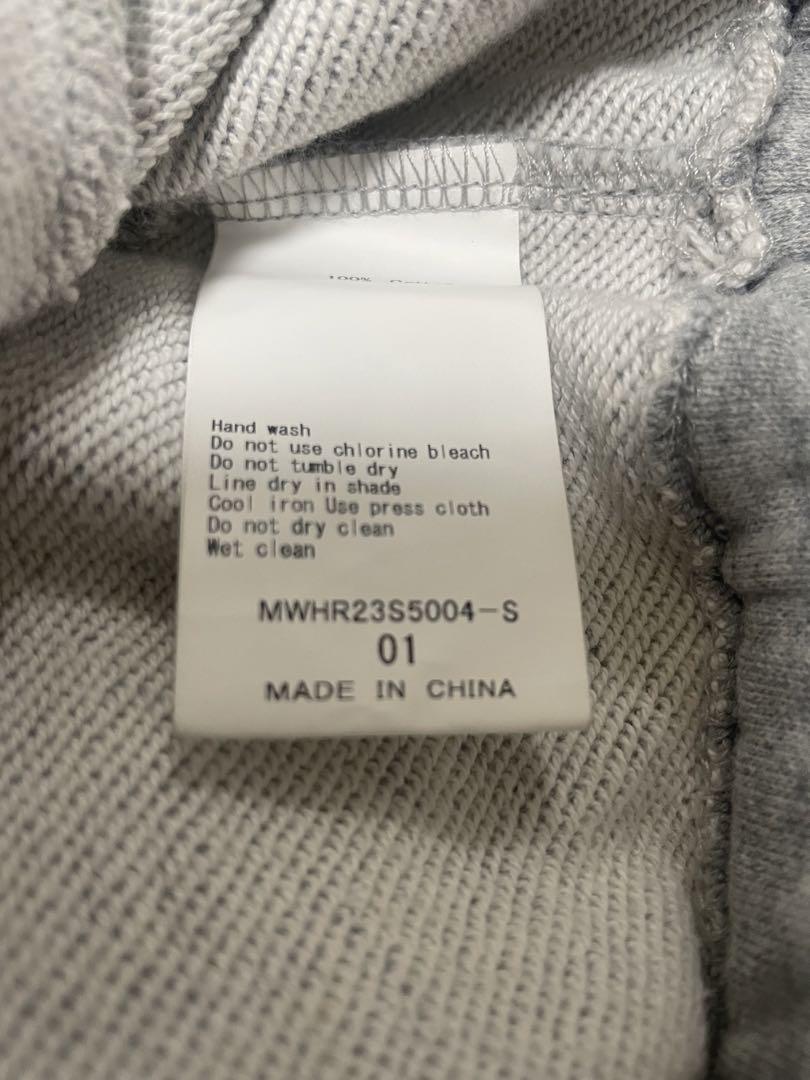 100%
Hand wash
Do not use chlorine bleach
Do not tumble dry
Line dry in shade
Cool iron Use press cloth
Do not dry clean
Wet clean
MWHR23S5004-S
01
MADE IN CHINA